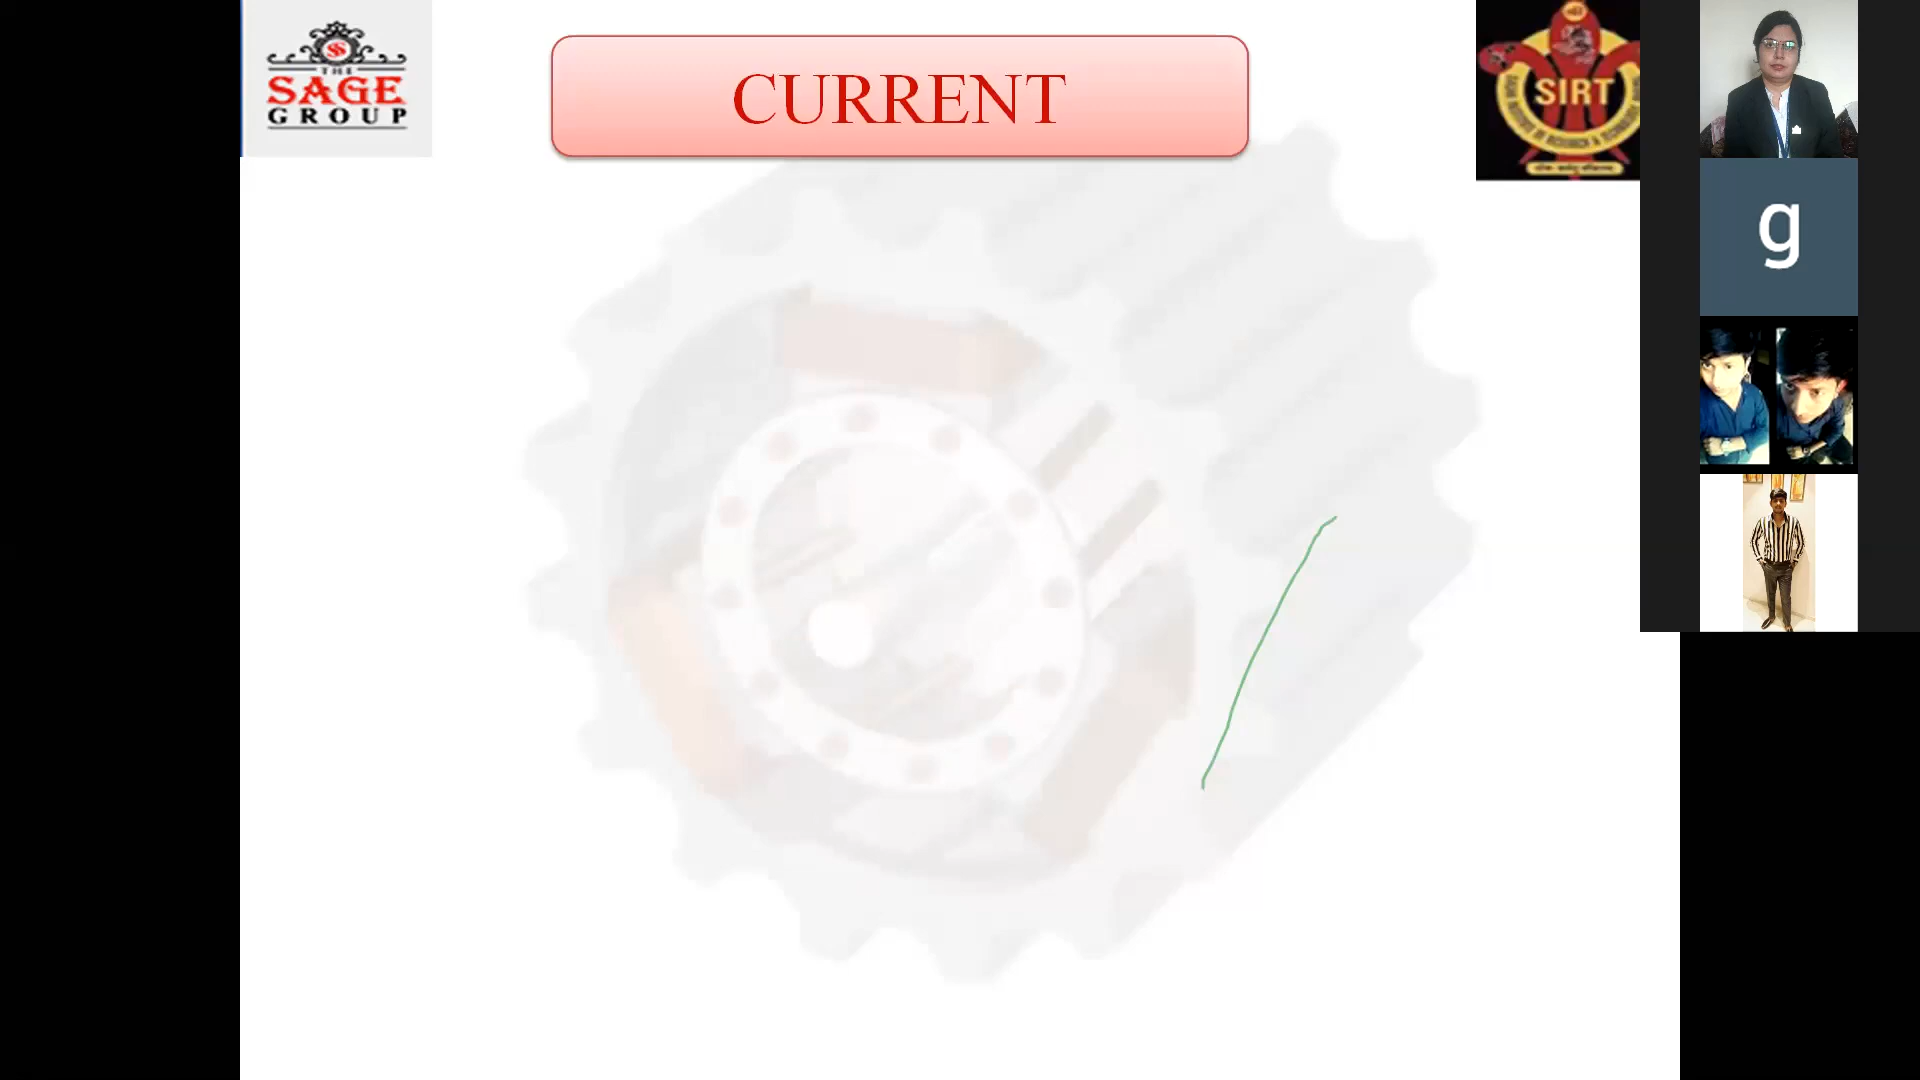 THE
SAGE
GROUP
CURRENT
SIRT
g